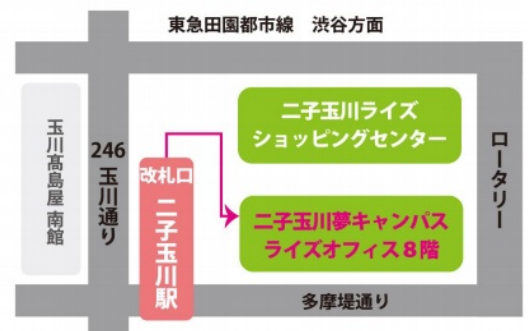 東急田園都市線　渋谷方面
玉川髙島屋 南館
246
玉川通り
改札口
二子玉川駅
二子玉川ライズ
ショッピングセンター
二子玉川夢キャンパス
ライズオフィス８階
ロータリー
多摩堤通り